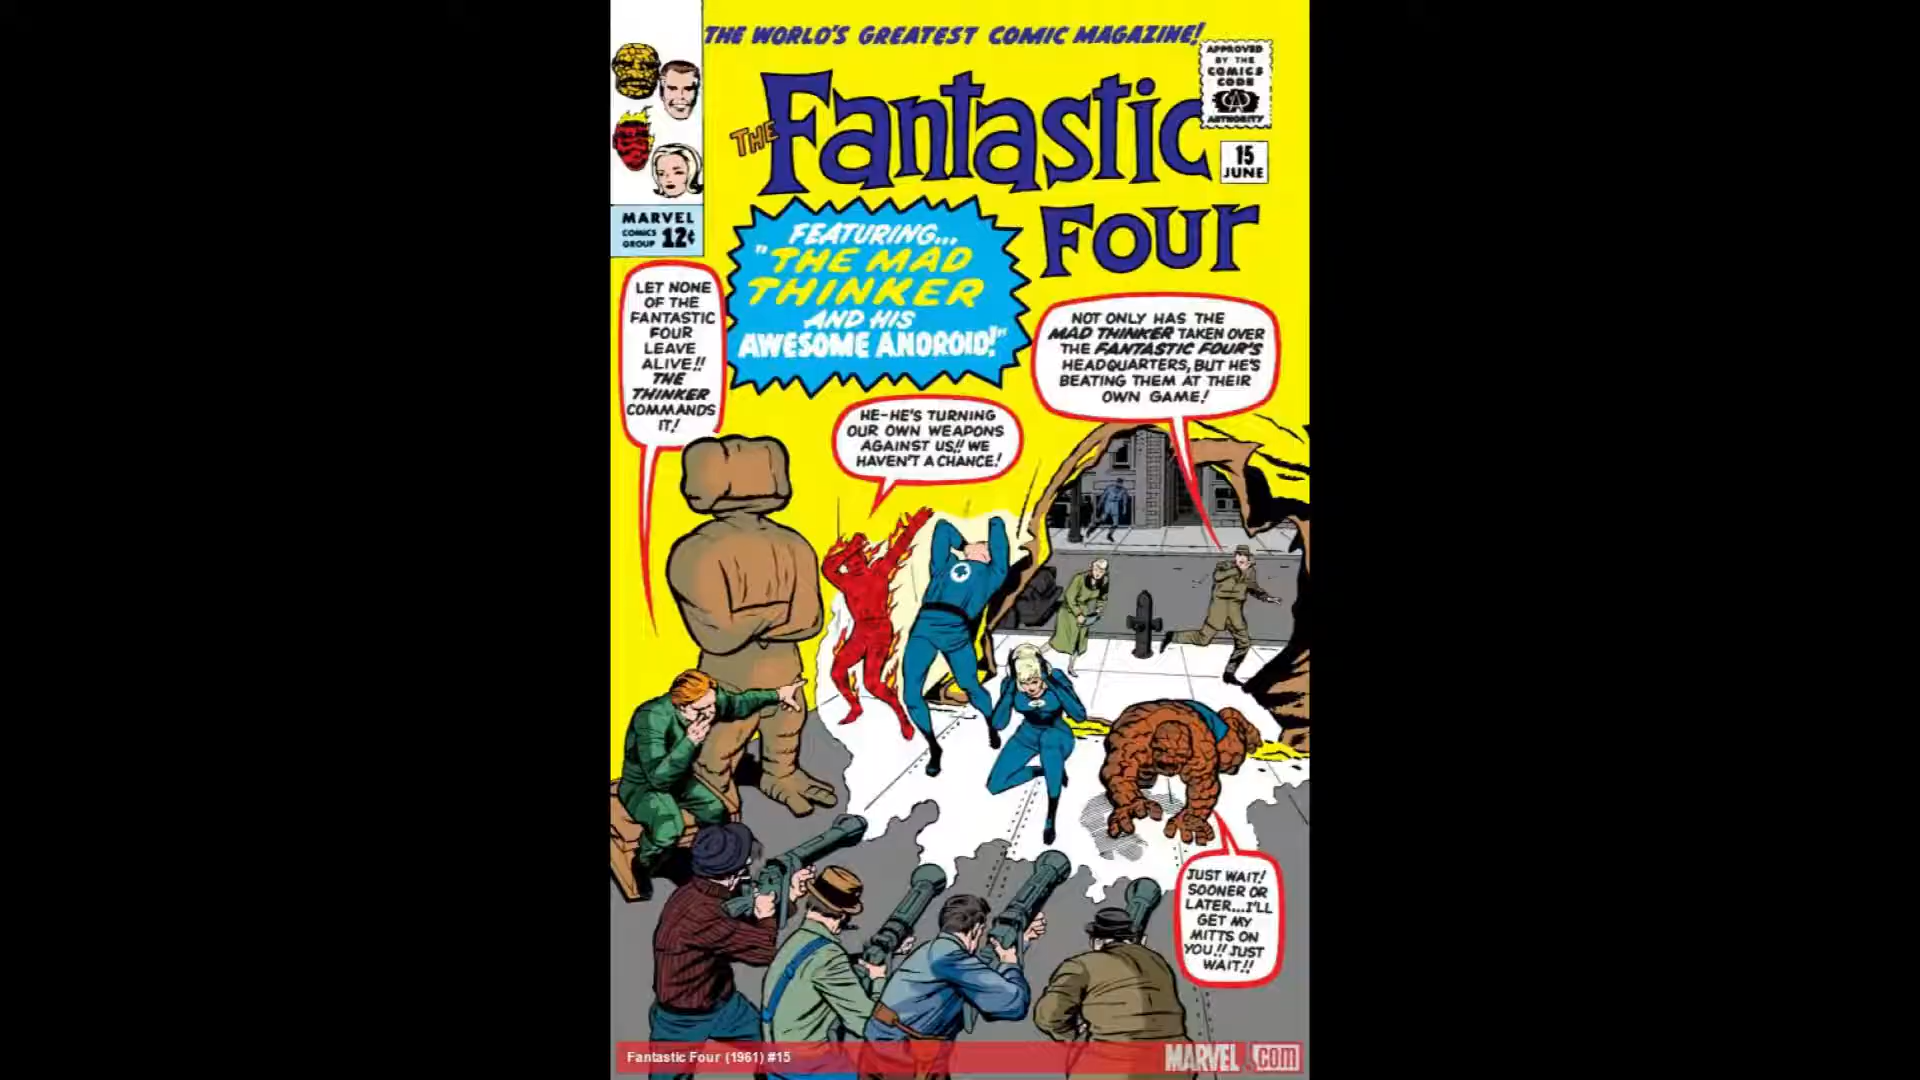 THE WORLD'S GREATEST COMIC MAGAZINE!
APPROVED
BY THE
COMICS
CODE
CA
AUTHORITY
THE Fantastic
Four
15
JUNE
MARVEL
COMICS
GROUP 12¢
FEATURING...
"THE MAD
THINKER
AND HIS
AWESOME ANDROID!"
LET NONE
OF THE
FANTASTIC
FOUR
LEAVE
ALIVE!!
THE
THINKER
COMMANDS
IT!
HE-HE'S TURNING
OUR OWN WEAPONS
AGAINST US!! WE
HAVEN'T A CHANCE!
NOT ONLY HAS THE
MAD THINKER TAKEN OVER
THE FANTASTIC FOUR'S
HEADQUARTERS, BUT HE'S
BEATING THEM AT THEIR
OWN GAME!
4
JUST WAIT!
SOONER OR
LATER...I'LL
GET MY
MITTS ON
YOU!! JUST
WAIT!!
Fantastic Four (1961) #15
MARVEL.COM